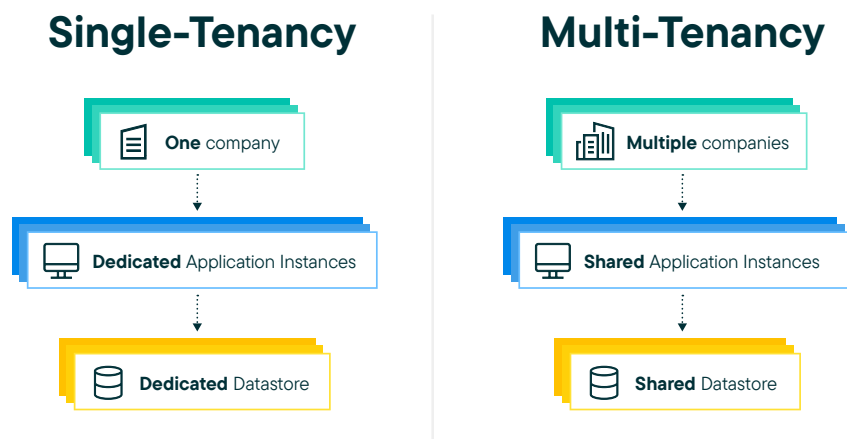 Single-Tenancy
One company
Dedicated Application Instances
Dedicated Datastore
Multi-Tenancy
Multiple companies
Shared Application Instances
Shared Datastore